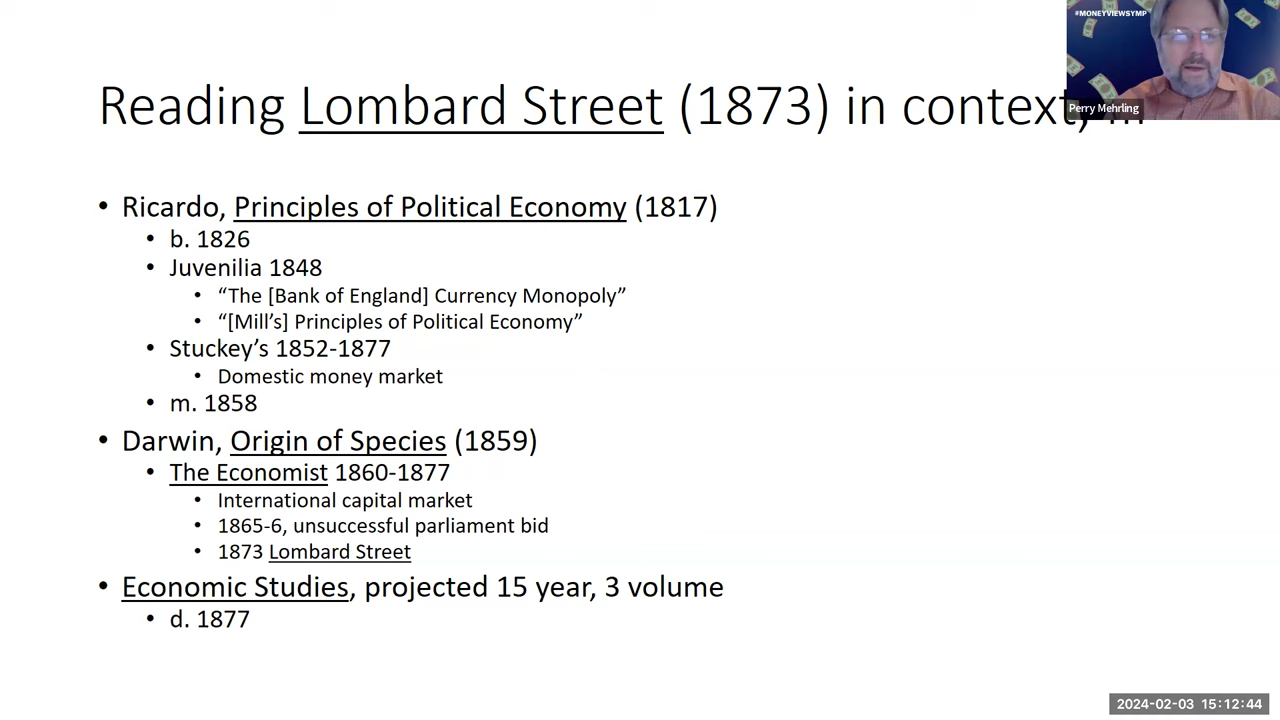 #MONEYVIEWSYMP
Perry Mehrling
Reading Lombard Street (1873) in context,
• Ricardo, Principles of Political Economy (1817)
• b. 1826
• Juvenilia 1848
• “The [Bank of England] Currency Monopoly”
• “[Mill’s] Principles of Political Economy”
• Stuckey’s 1852-1877
• Domestic money market
• m. 1858
• Darwin, Origin of Species (1859)
• The Economist 1860-1877
• International capital market
• 1865-6, unsuccessful parliament bid
• 1873 Lombard Street
• Economic Studies, projected 15 year, 3 volume
• d. 1877
2024-02-03 15:12:44